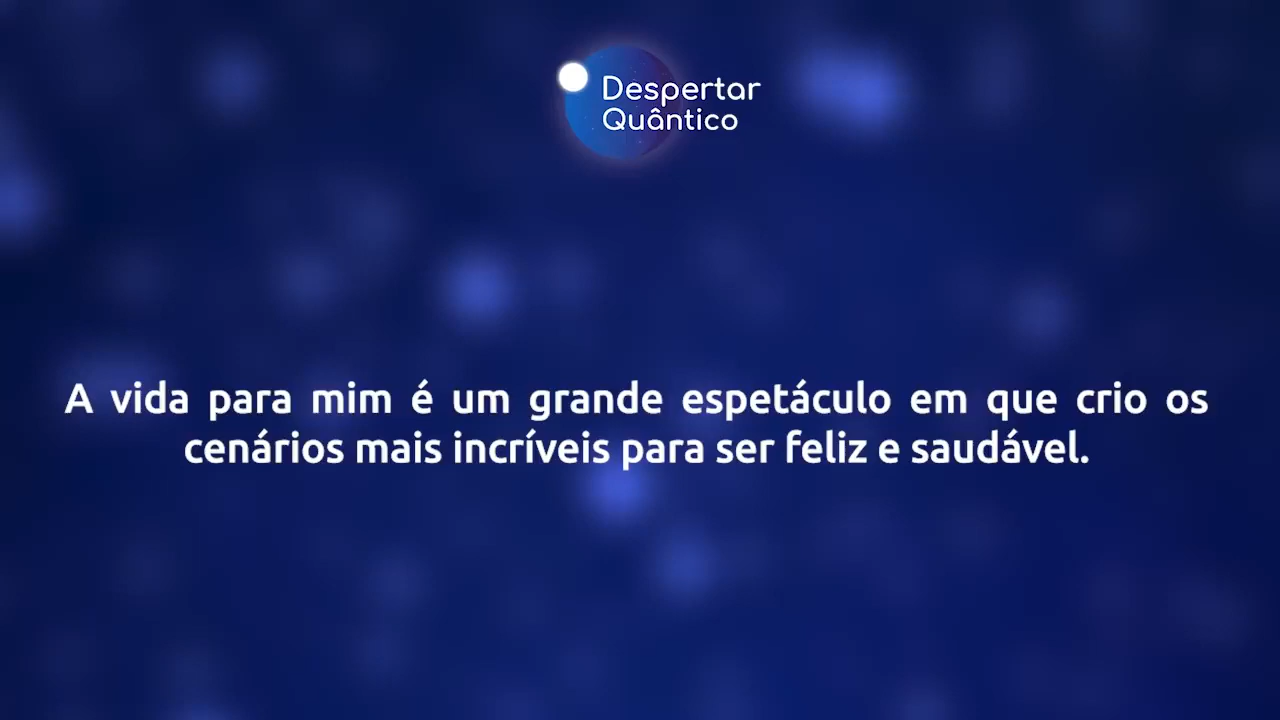 Despertar
Quântico
A vida para mim é um grande espetáculo em que crio os
cenários mais incríveis para ser feliz e saudável.